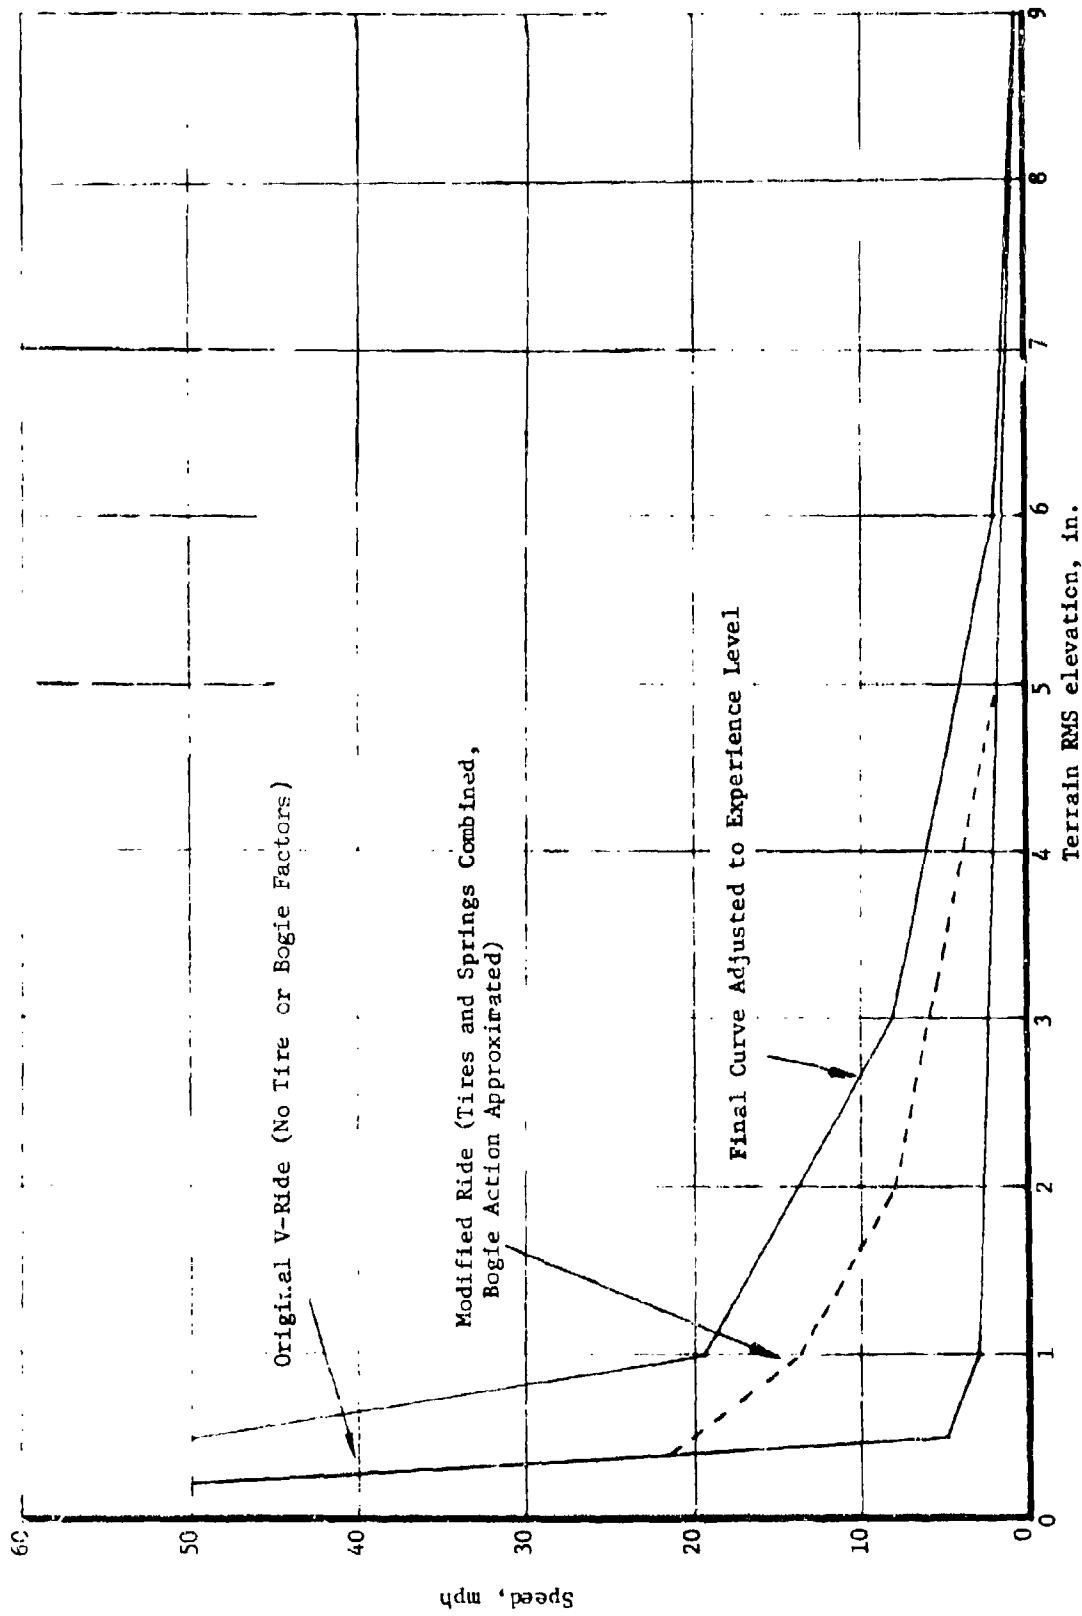 60
50
40
30
20
10
0
Speed, mph
Original V-Ride (No Tire or Bogie Factors)
Modified Ride (Tires and Springs Combined,
Bogie Action Approximated)
Final Curve Adjusted to Experience Level
0 1 2 3 4 5 6 7 8 9
Terrain RMS elevation, in.